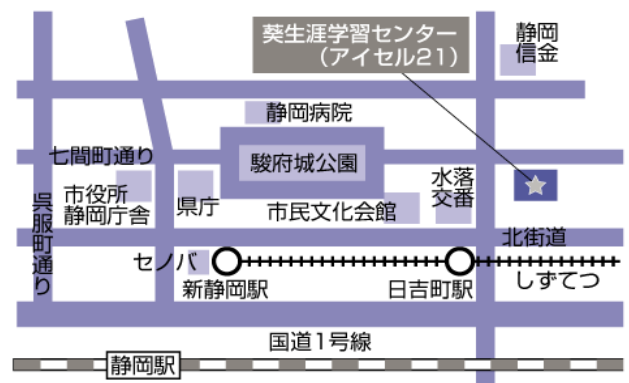 葵生涯学習センター
（アイセル21）
静岡
信金
静岡病院
七間町通り
駿府城公園
水落
交番
市役所
静岡庁舎
県庁
市民文化会館
呉服町通り
北街道
セノバ
新静岡駅
日吉町駅
しずてつ
国道1号線
静岡駅